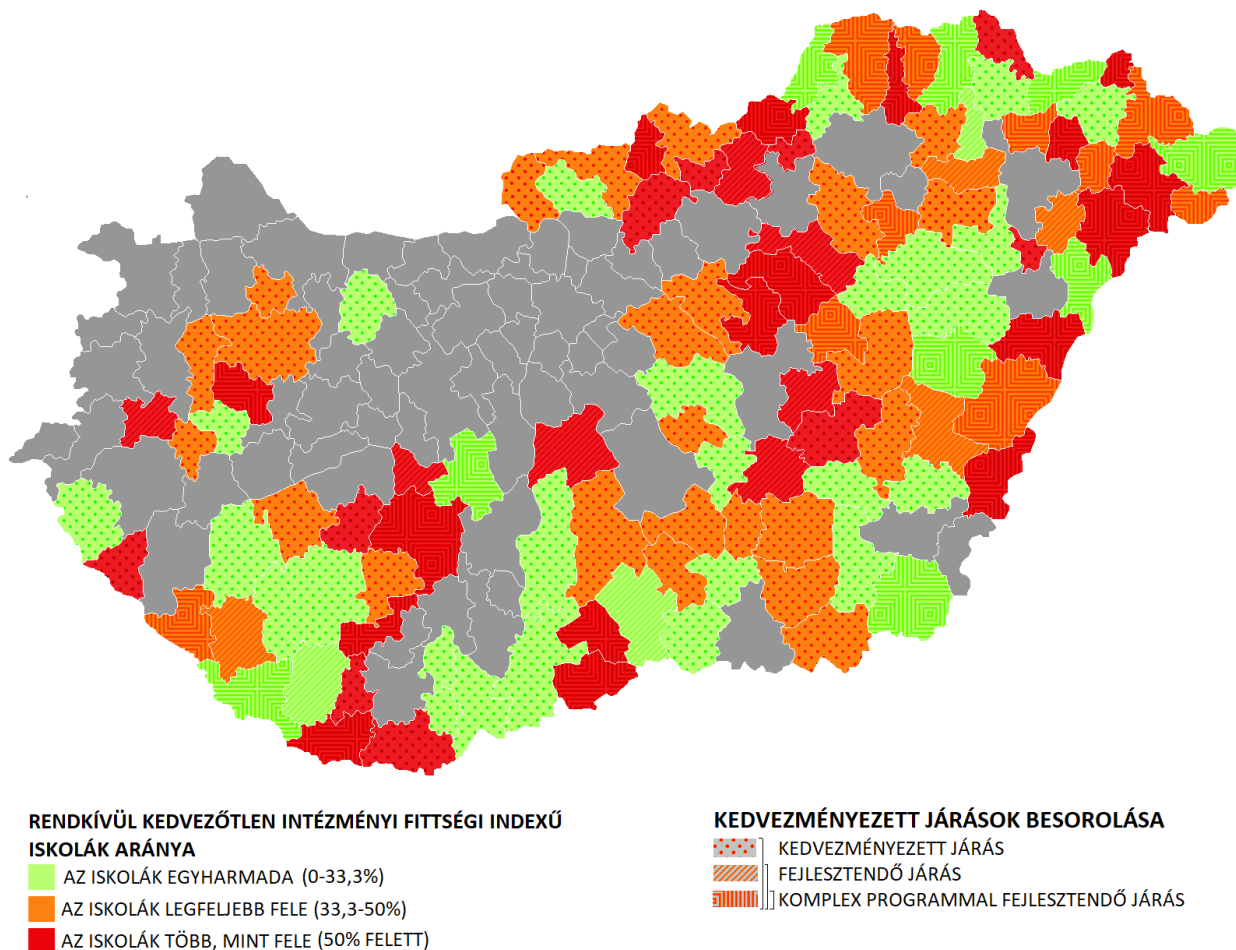 RENDKÍVÜL KEDVEZŐTLEN INTÉZMÉNYI FITTSÉGI INDEXŰ
ISKOLÁK ARÁNYA
AZ ISKOLÁK EGYHARMADA (0-33,3%)
AZ ISKOLÁK LEGFELJEBB FELE (33,3-50%)
AZ ISKOLÁK TÖBB, MINT FELE (50% FELETT)
KEDVEZMÉNYEZETT JÁRÁSOK BESOROLÁSA
KEDVEZMÉNYEZETT JÁRÁS
FEJLESZTENDŐ JÁRÁS
KOMPLEX PROGRAMMAL FEJLESZTENDŐ JÁRÁS